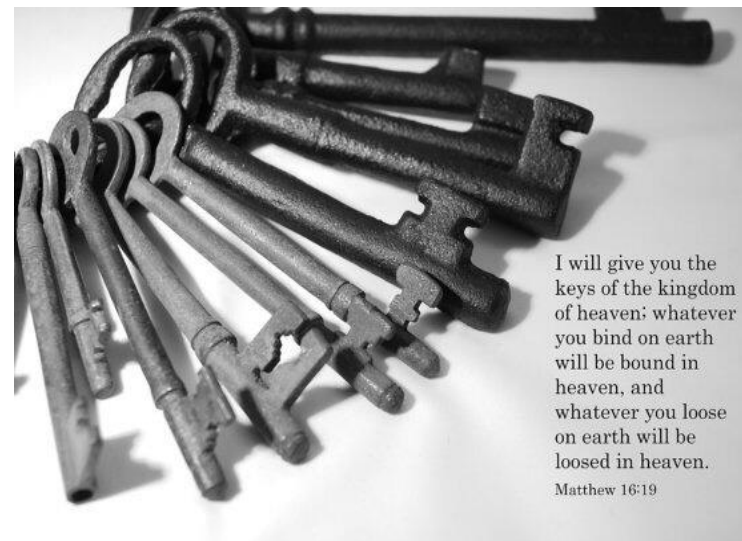 I will give you the
keys of the kingdom
of heaven; whatever
you bind on earth
will be bound in
heaven, and
whatever you loose
on earth will be
loosed in heaven.
Matthew 16:19